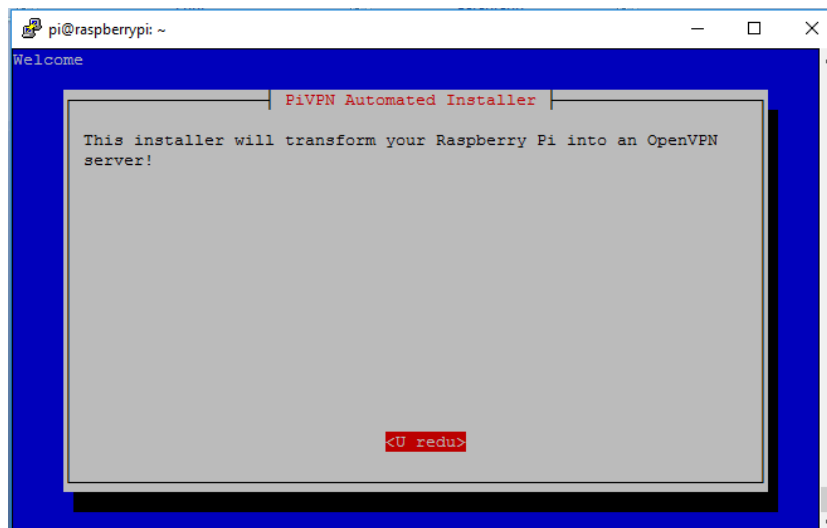 pi@raspberrypi: ~
Welcome
PiVPN Automated Installer
This installer will transform your Raspberry Pi into an OpenVPN
server!
<U redu>